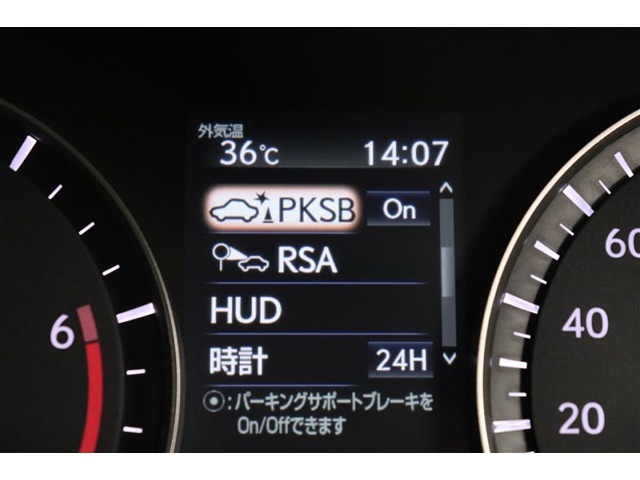 外気温
36℃ 14:07
PKSB On
RSA
HUD
時計 24H
⦿:パーキングサポートブレーキを
On/Offできます
6
60
40
20